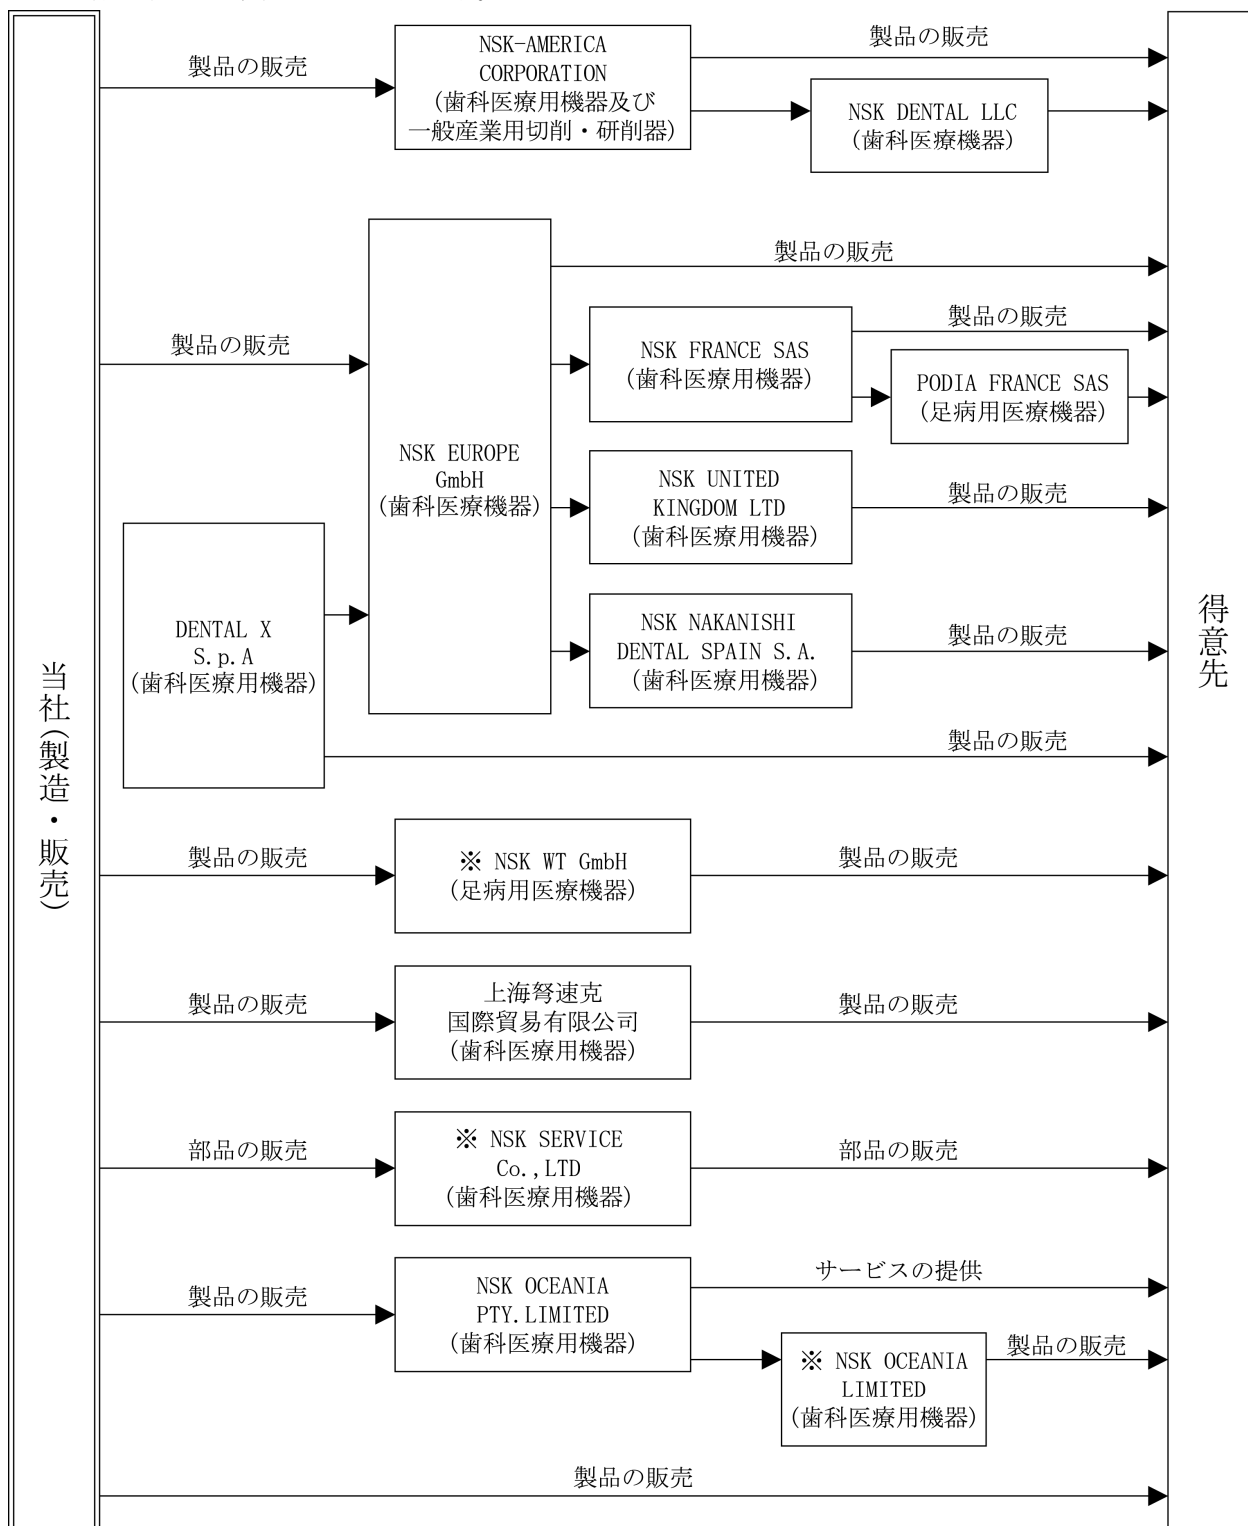 当社(製造・販売)
製品の販売
NSK-AMERICA
CORPORATION
(歯科医療用機器及び
一般産業用切削・研削器)
製品の販売
NSK DENTAL LLC
(歯科医療機器)
製品の販売
NSK EUROPE
GmbH
(歯科医療機器)
製品の販売
NSK FRANCE SAS
(歯科医療用機器)
製品の販売
PODIA FRANCE SAS
(足病用医療機器)
NSK UNITED
KINGDOM LTD
(歯科医療用機器)
製品の販売
NSK NAKANISHI
DENTAL SPAIN S.A.
(歯科医療用機器)
製品の販売
DENTAL X
S.p.A
(歯科医療用機器)
製品の販売
製品の販売
※ NSK WT GmbH
(足病用医療機器)
製品の販売
製品の販売
上海弩速克
国際貿易有限公司
(歯科医療用機器)
製品の販売
部品の販売
※ NSK SERVICE
Co.,LTD
(歯科医療用機器)
部品の販売
製品の販売
NSK OCEANIA
PTY.LIMITED
(歯科医療用機器)
サービスの提供
※ NSK OCEANIA
LIMITED
(歯科医療用機器)
製品の販売
製品の販売
得意先